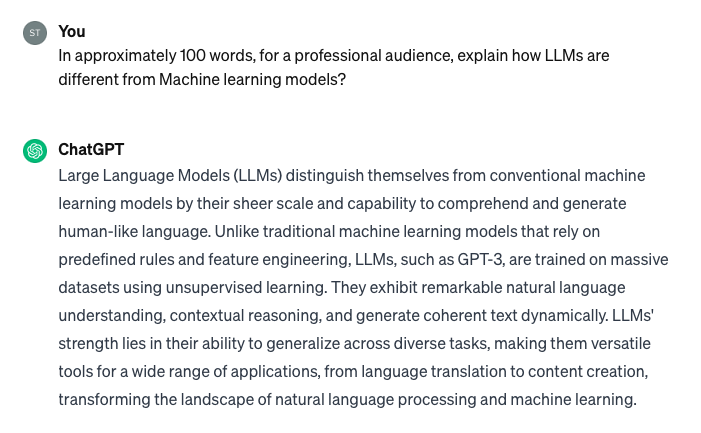 ST
You
In approximately 100 words, for a professional audience, explain how LLMs are
different from Machine learning models?
ChatGPT
Large Language Models (LLMs) distinguish themselves from conventional machine
learning models by their sheer scale and capability to comprehend and generate
human-like language. Unlike traditional machine learning models that rely on
predefined rules and feature engineering, LLMs, such as GPT-3, are trained on massive
datasets using unsupervised learning. They exhibit remarkable natural language
understanding, contextual reasoning, and generate coherent text dynamically. LLMs'
strength lies in their ability to generalize across diverse tasks, making them versatile
tools for a wide range of applications, from language translation to content creation,
transforming the landscape of natural language processing and machine learning.